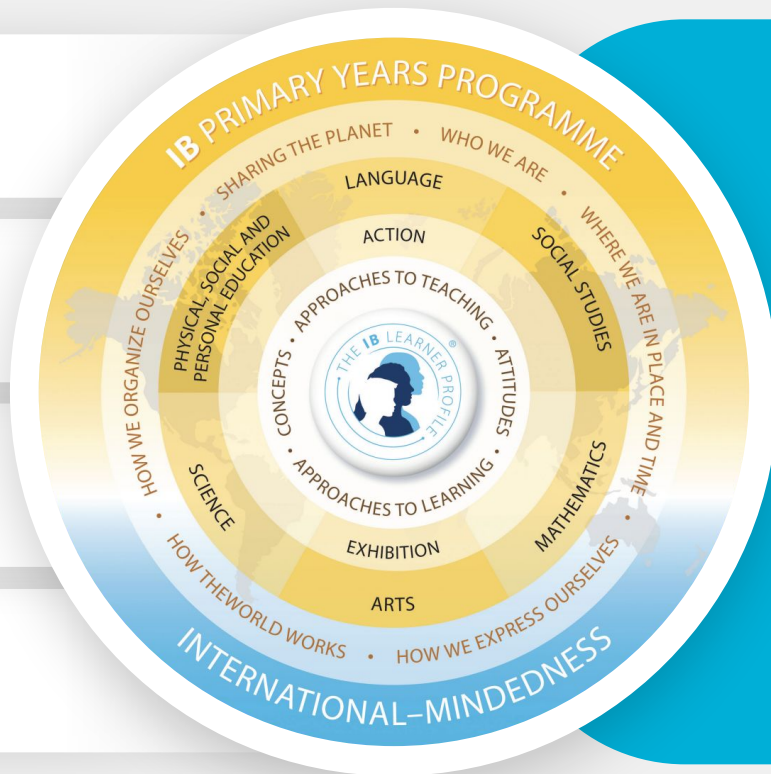 IB PRIMARY YEARS PROGRAMME
SHARING THE PLANET • WHO WE ARE • WHERE WE ARE IN PLACE AND TIME • HOW WE EXPRESS OURSELVES • HOW THEWORLD WORKS • HOW WE ORGANIZE OURSELVES •
LANGUAGE
SOCIAL STUDIES
MATHEMATICS
ARTS
SCIENCE
PHYSICAL, SOCIAL AND
PERSONAL EDUCATION
ACTION
EXHIBITION
APPROACHES TO TEACHING • ATTITUDES • APPROACHES TO LEARNING • CONCEPTS •
THE IB LEARNER PROFILE ®
INTERNATIONAL–MINDEDNESS